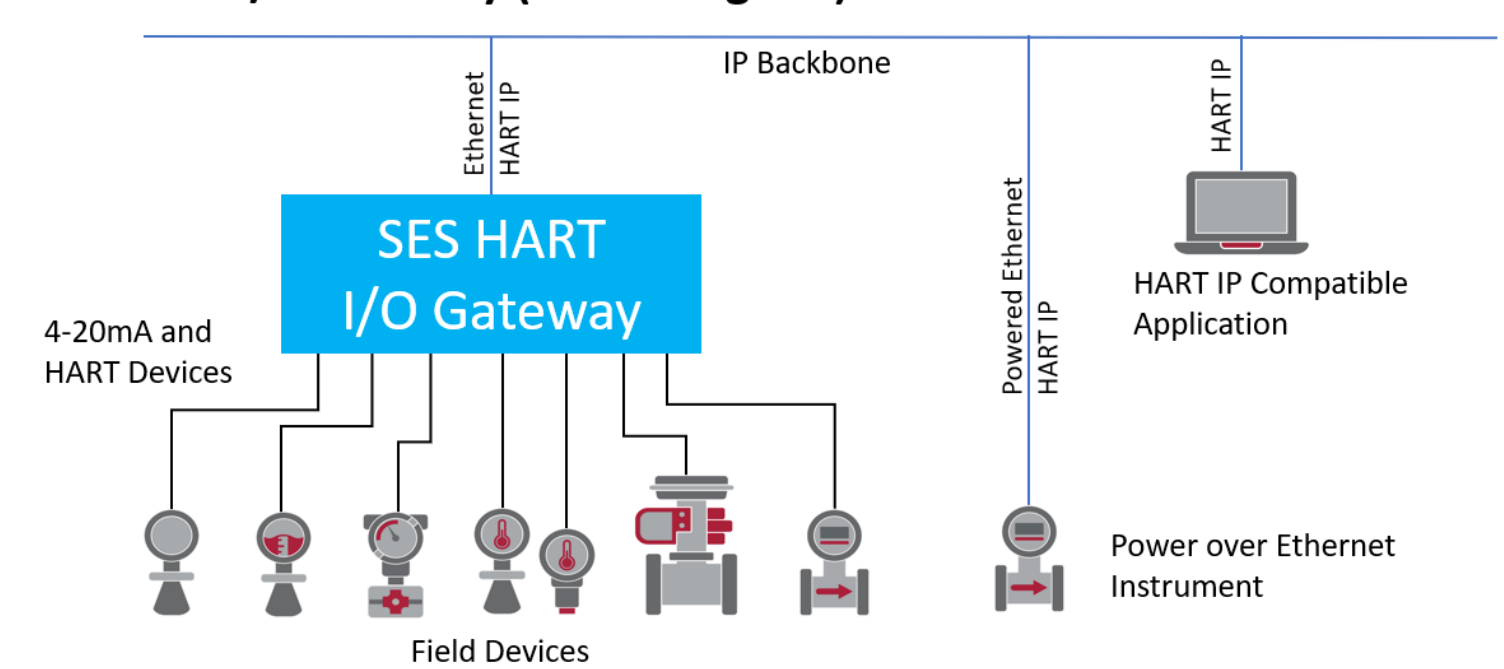 IP Backbone
Ethernet
HART IP
HART IP
Powered Ethernet
HART IP
SES HART
I/O Gateway
HART IP Compatible
Application
4-20mA and
HART Devices
Power over Ethernet
Instrument
Field Devices